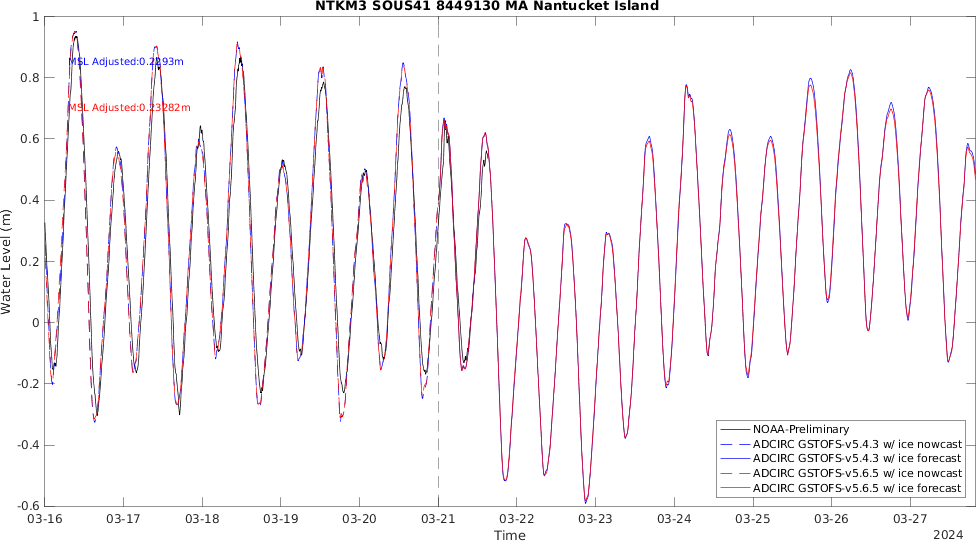 NTKM3 SOUS41 8449130 MA Nantucket Island
1
0.8
0.6
0.4
0.2
0
-0.2
-0.4
-0.6
Water Level (m)
MSL Adjusted:0.2293m
MSL Adjusted:0.23282m
NOAA-Preliminary
ADCIRC GSTOFS-v5.4.3 w/ ice nowcast
ADCIRC GSTOFS-v5.4.3 w/ ice forecast
ADCIRC GSTOFS-v5.6.5 w/ ice nowcast
ADCIRC GSTOFS-v5.6.5 w/ ice forecast
03-16 03-17 03-18 03-19 03-20 03-21 03-22 03-23 03-24 03-25 03-26 03-27
Time
2024